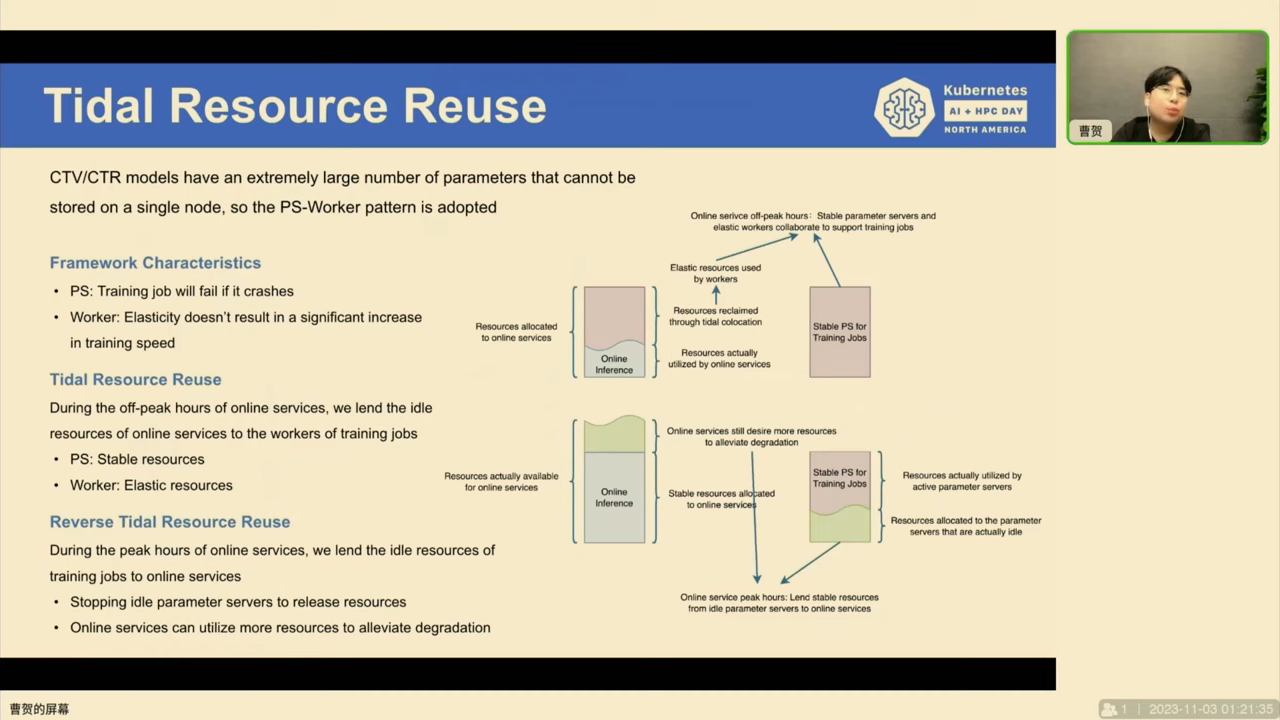 Tidal Resource Reuse
Kubernetes
AI + HPC DAY
NORTH AMERICA
曹贺
CTV/CTR models have an extremely large number of parameters that cannot be
stored on a single node, so the PS-Worker pattern is adopted
Framework Characteristics
• PS: Training job will fail if it crashes
• Worker: Elasticity doesn't result in a significant increase
in training speed
Tidal Resource Reuse
During the off-peak hours of online services, we lend the idle
resources of online services to the workers of training jobs
• PS: Stable resources
• Worker: Elastic resources
Reverse Tidal Resource Reuse
During the peak hours of online services, we lend the idle resources of
training jobs to online services
• Stopping idle parameter servers to release resources
• Online services can utilize more resources to alleviate degradation
Online serivce off-peak hours: Stable parameter servers and
elastic workers collaborate to support training jobs
Elastic resources used
by workers
Resources reclaimed
through tidal colocation
Resources allocated
to online services
Online
Inference
Resources actually
utilized by online services
Stable PS for
Training Jobs
Online services still desire more resources
to alleviate degradation
Resources actually available
for online services
Online
Inference
Stable resources allocated
to online services
Stable PS for
Training Jobs
Resources actually utilized by
active parameter servers
Resources allocated to the parameter
servers that are actually idle
Online service peak hours: Lend stable resources
from idle parameter servers to online services
曹贺的屏幕
1 | 2023-11-03 01:21:35